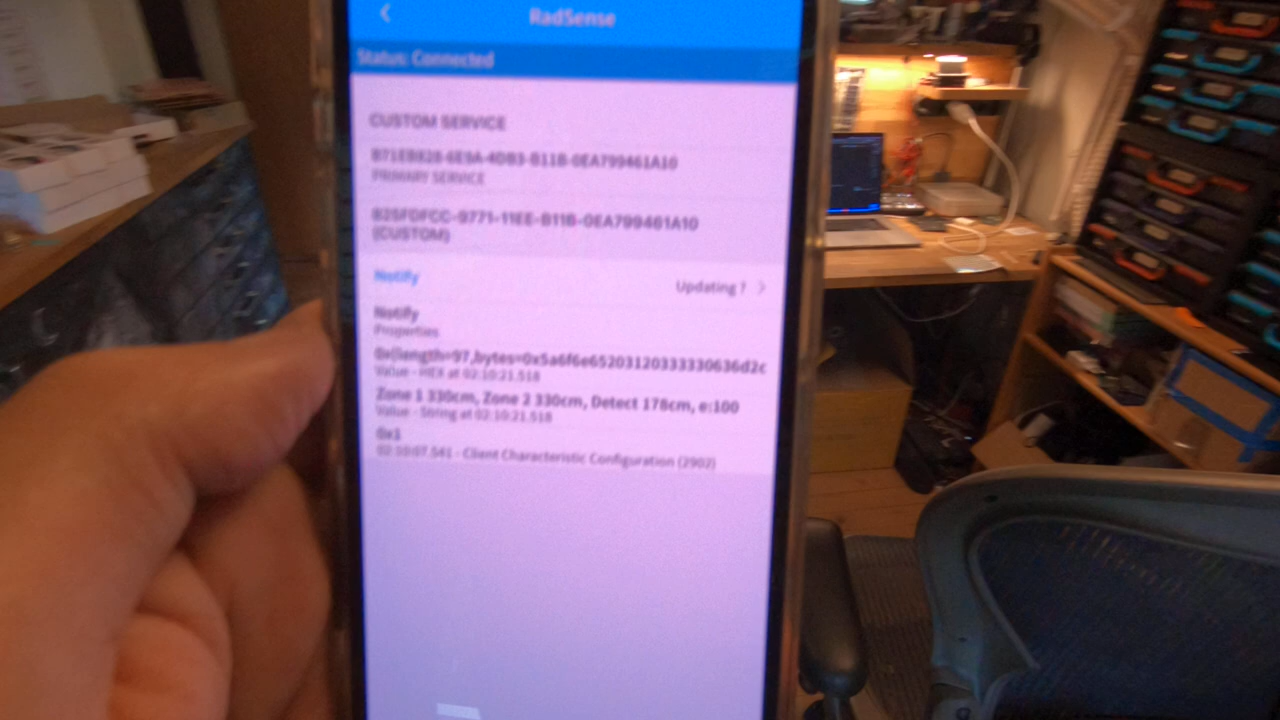 RadSense
Status: Connected
CUSTOM SERVICE
B71EB828-6E9A-4DB3-B11B-0EA799461A10
PRIMARY SERVICE
825FDFCC-9771-11EE-B11B-0EA799461A10
(CUSTOM)
Notify
Updating ?
Notify
Properties
0x{length=97,bytes=0x5a6f6e65203120333330636d2c
Value - HEX at 02:10:21.518
Zone 1 330cm, Zone 2 330cm, Detect 178cm, e:100
Value - String at 02:10:21.518
0x1
02:10:07.541 - Client Characteristic Configuration (2902)